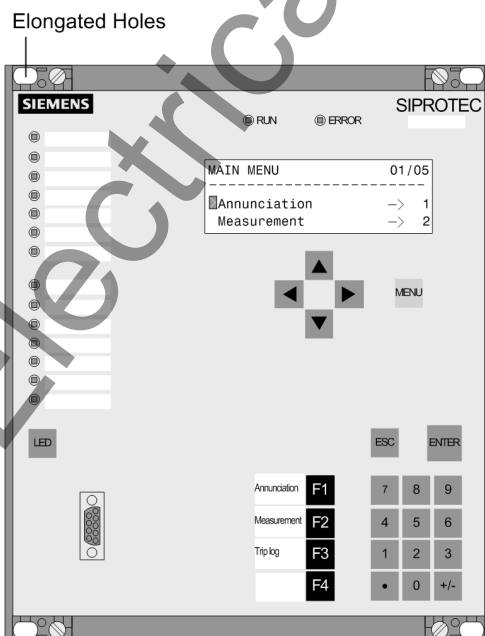 Elongated Holes
SIEMENS
SIPROTEC
RUN
ERROR
MAIN MENU 01/05
--------------------
Annunciation —> 1
Measurement —> 2
MENU
LED
ESC
ENTER
Annunciation F1
7 8 9
Measurement F2
4 5 6
Trip log F3
1 2 3
F4
• 0 +/-
Electrica